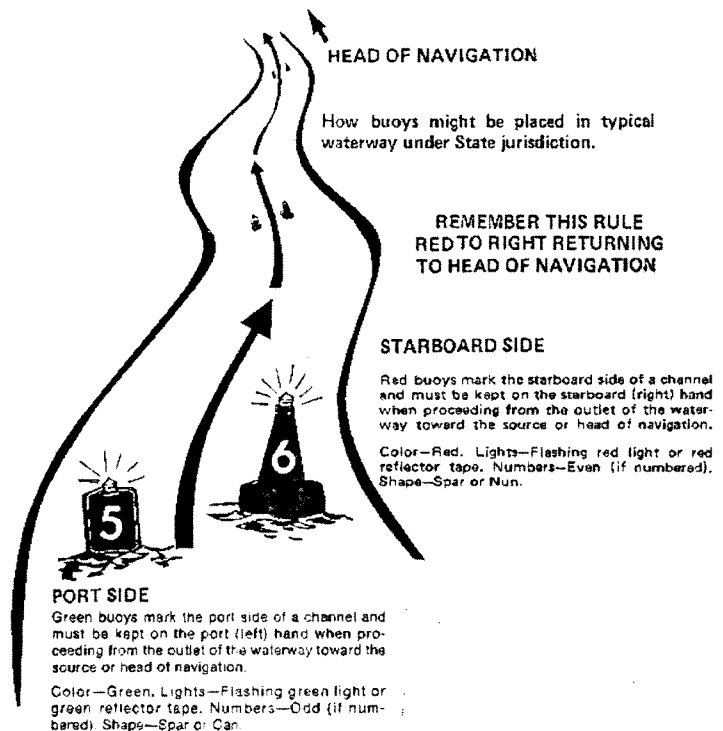 HEAD OF NAVIGATION
How buoys might be placed in typical
waterway under State jurisdiction.
REMEMBER THIS RULE
RED TO RIGHT RETURNING
TO HEAD OF NAVIGATION
STARBOARD SIDE
Red buoys mark the starboard side of a channel
and must be kept on the starboard (right) hand
when proceeding from the outlet of the water-
way toward the source or head of navigation.
Color—Red. Lights—Flashing red light or red
reflector tape. Numbers—Even (if numbered).
Shape—Spar or Nun.
6
5
PORT SIDE
Green buoys mark the port side of a channel and
must be kept on the port (left) hand when pro-
ceeding from the outlet of the waterway toward the
source or head of navigation.
Color—Green. Lights—Flashing green light or
green reflector tape. Numbers—Odd (if num-
bered). Shape—Spar or Can.